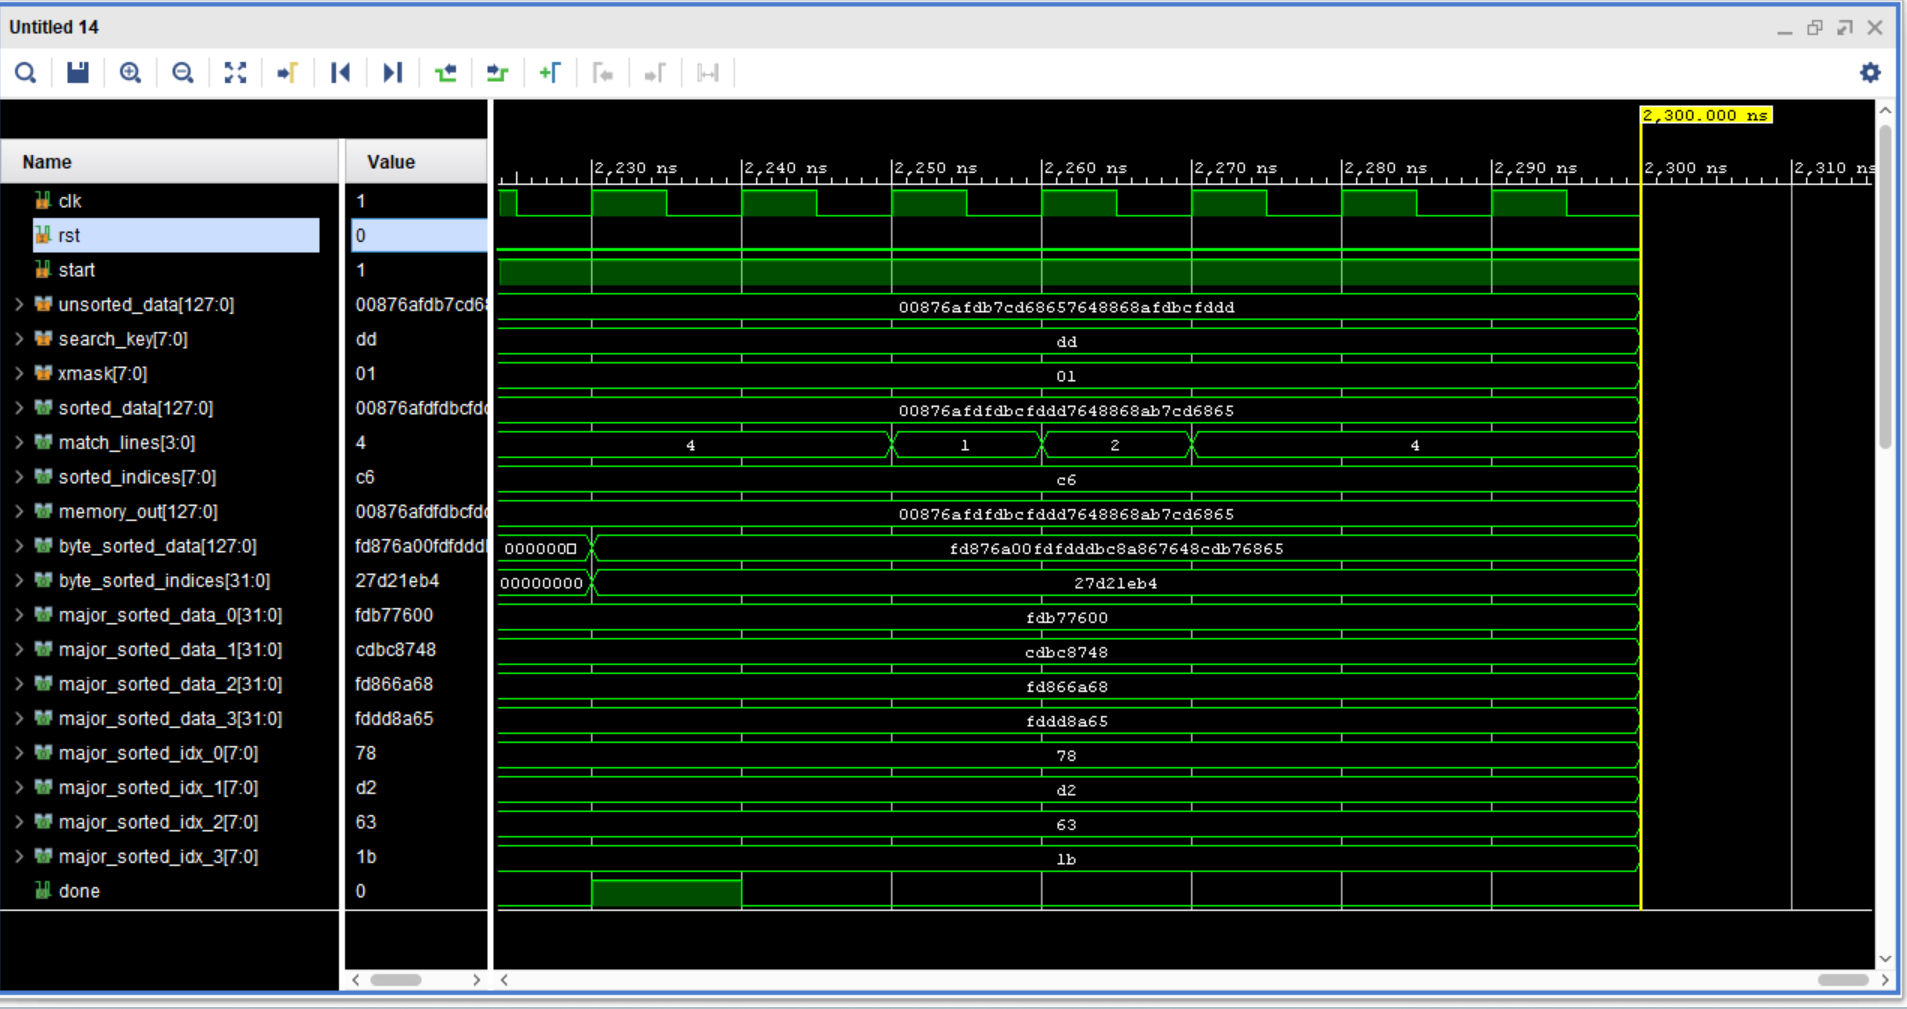 Untitled 14
2,300.000 ns
Name Value
2,230 ns 2,240 ns 2,250 ns 2,260 ns 2,270 ns 2,280 ns 2,290 ns 2,300 ns 2,310 ns
clk 1
rst 0
start 1
unsorted_data[127:0] 00876afdb7cd68 00876afdb7cd68657648868afdbcfddd
search_key[7:0] dd dd
xmask[7:0] 01 01
sorted_data[127:0] 00876afdfdbcfdd 00876afdfdbcfddd7648868ab7cd6865
match_lines[3:0] 4 4 1 2 4
sorted_indices[7:0] c6 c6
memory_out[127:0] 00876afdfdbcfdd 00876afdfdbcfddd7648868ab7cd6865
byte_sorted_data[127:0] fd876a00fdfddd 000000 fd876a00fdfdddbc8a867648cdb76865
byte_sorted_indices[31:0] 27d21eb4 00000000 27d21eb4
major_sorted_data_0[31:0] fdb77600 fdb77600
major_sorted_data_1[31:0] cdbc8748 cdbc8748
major_sorted_data_2[31:0] fd866a68 fd866a68
major_sorted_data_3[31:0] fddd8a65 fddd8a65
major_sorted_idx_0[7:0] 78 78
major_sorted_idx_1[7:0] d2 d2
major_sorted_idx_2[7:0] 63 63
major_sorted_idx_3[7:0] 1b 1b
done 0